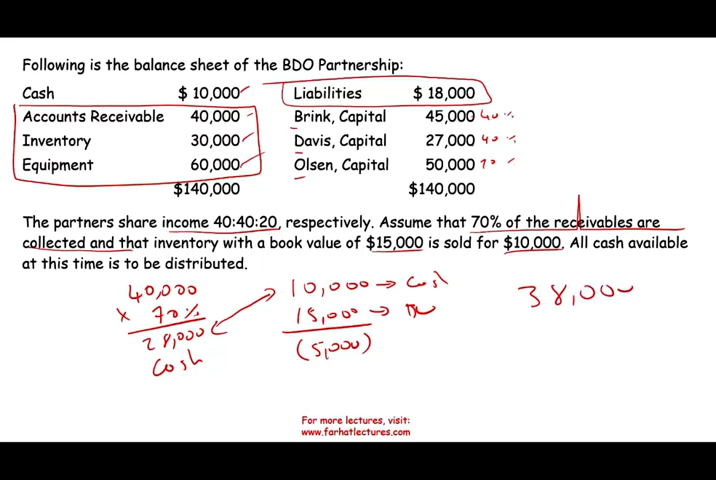 Following is the balance sheet of the BDO Partnership:
Cash $ 10,000 Liabilities $ 18,000
Accounts Receivable 40,000 Brink, Capital 45,000 40%
Inventory 30,000 Davis, Capital 27,000 40%
Equipment 60,000 Olsen, Capital 50,000
$140,000 $140,000
The partners share income 40:40:20, respectively. Assume that 70% of the receivables are
collected and that inventory with a book value of $15,000 is sold for $10,000. All cash available
at this time is to be distributed.
40,000 10,000 → Cash 38,000
x 70% 15,000 →
28,000 (5,000)
Cash
For more lectures, visit:
www.farhatlectures.com